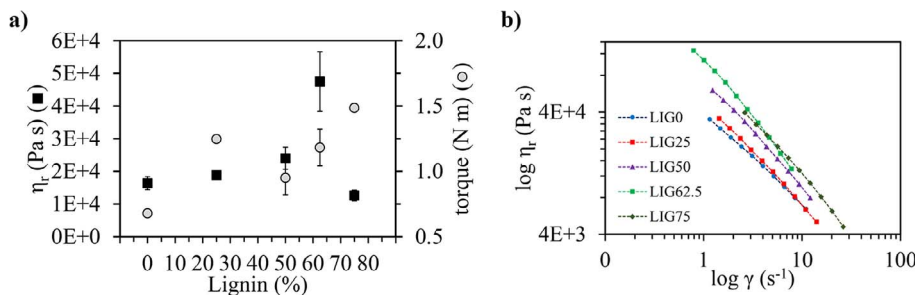 a)
6E+4
5E+4
4E+4
3E+4
2E+4
1E+4
0E+0
ηr (Pa s) (■)
2.0
1.5
1.0
0.5
torque (N m) (○)
0 10 20 30 40 50 60 70 80
Lignin (%)
b)
4E+4
4E+3
log ηr (Pa s)
LIG0
LIG25
LIG50
LIG62.5
LIG75
0 1 10 100
log γ (s⁻¹)